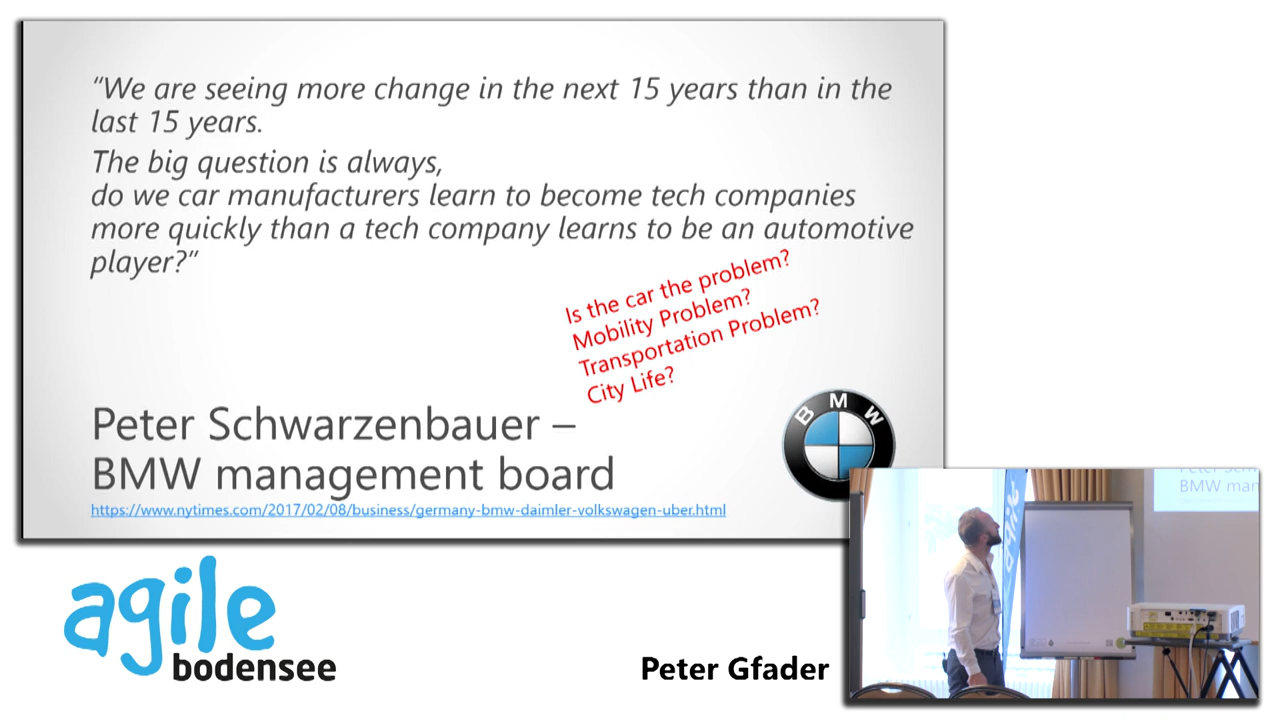 “We are seeing more change in the next 15 years than in the
last 15 years.
The big question is always,
do we car manufacturers learn to become tech companies
more quickly than a tech company learns to be an automotive
player?”
Is the car the problem?
Mobility Problem?
Transportation Problem?
City Life?
Peter Schwarzenbauer –
BMW management board
https://www.nytimes.com/2017/02/08/business/germany-bmw-daimler-volkswagen-uber.html
BMW
BMW man
agile
bodensee
Peter Gfader